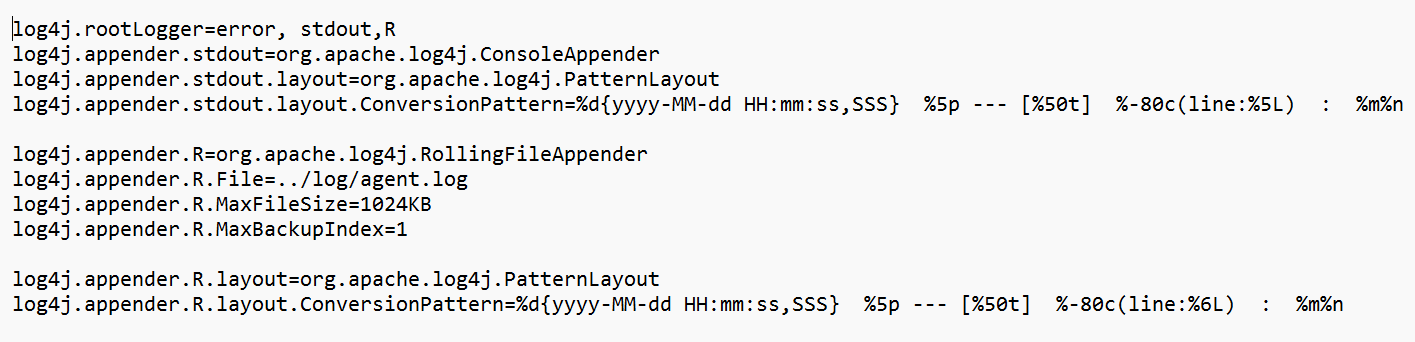 log4j.rootLogger=error, stdout,R
log4j.appender.stdout=org.apache.log4j.ConsoleAppender
log4j.appender.stdout.layout=org.apache.log4j.PatternLayout
log4j.appender.stdout.layout.ConversionPattern=%d{yyyy-MM-dd HH:mm:ss,SSS}  %5p --- [%50t]  %-80c(line:%5L)  :  %m%n

log4j.appender.R=org.apache.log4j.RollingFileAppender
log4j.appender.R.File=../log/agent.log
log4j.appender.R.MaxFileSize=1024KB
log4j.appender.R.MaxBackupIndex=1

log4j.appender.R.layout=org.apache.log4j.PatternLayout
log4j.appender.R.layout.ConversionPattern=%d{yyyy-MM-dd HH:mm:ss,SSS}  %5p --- [%50t]  %-80c(line:%6L)  :  %m%n